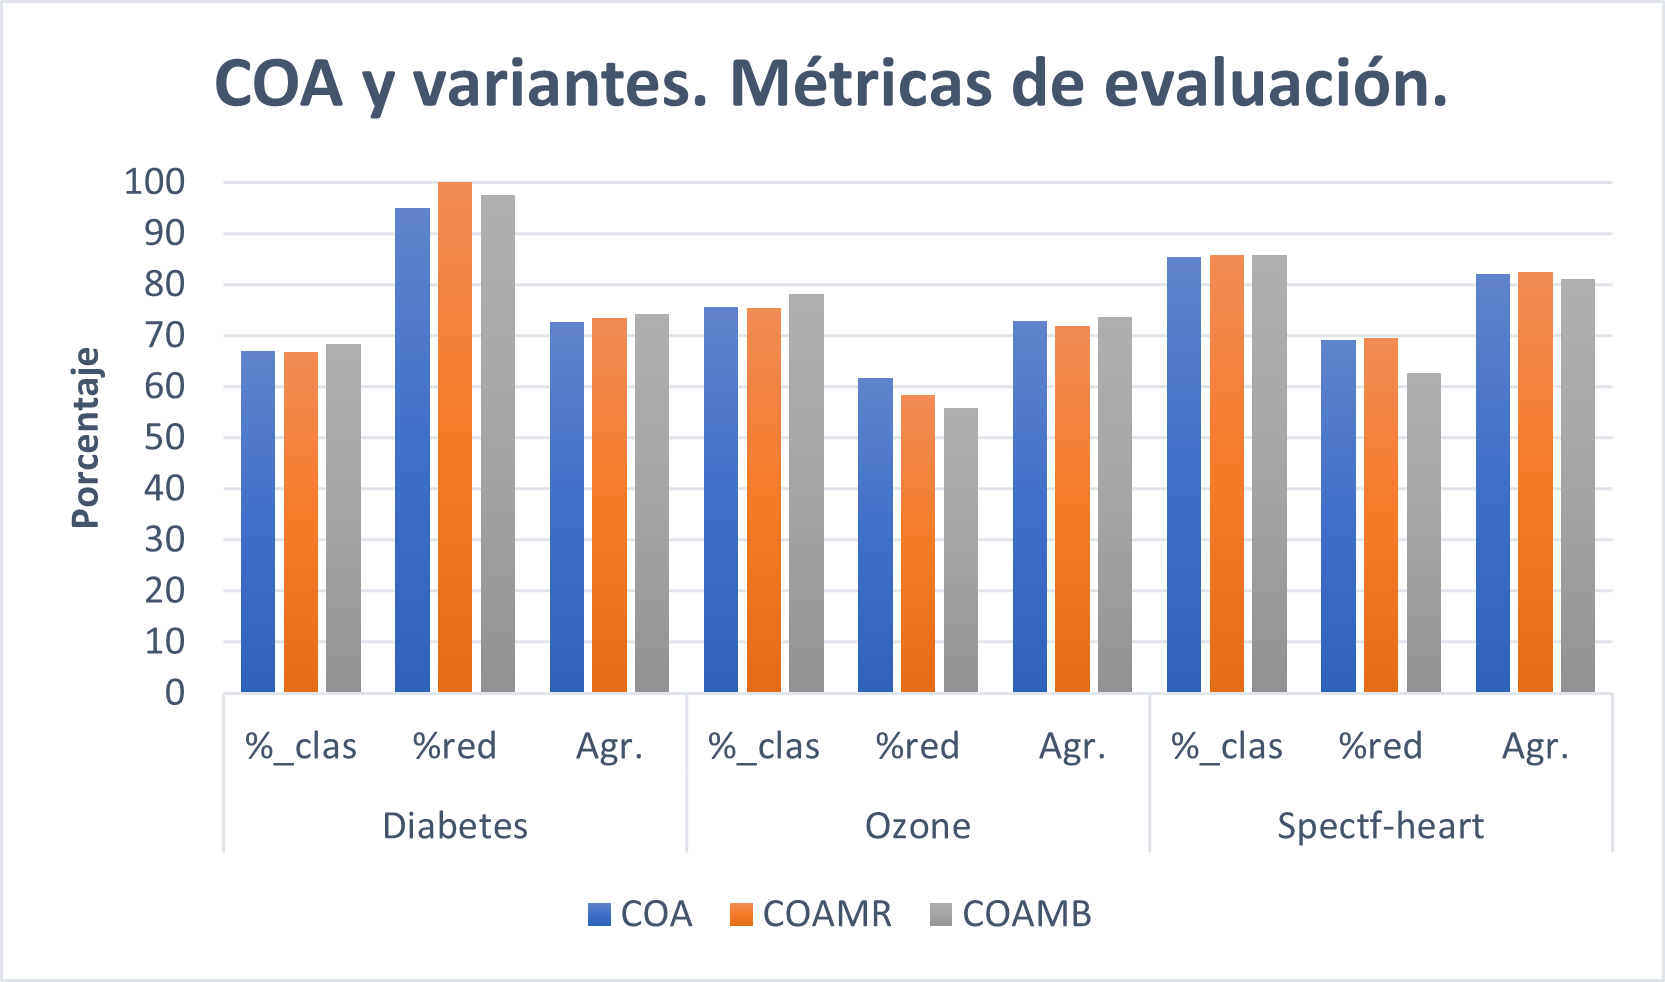 COA y variantes. Métricas de evaluación.
Porcentaje
100
90
80
70
60
50
40
30
20
10
0
%_clas %red Agr. %_clas %red Agr. %_clas %red Agr.
Diabetes Ozone Spectf-heart
COA COAMR COAMB